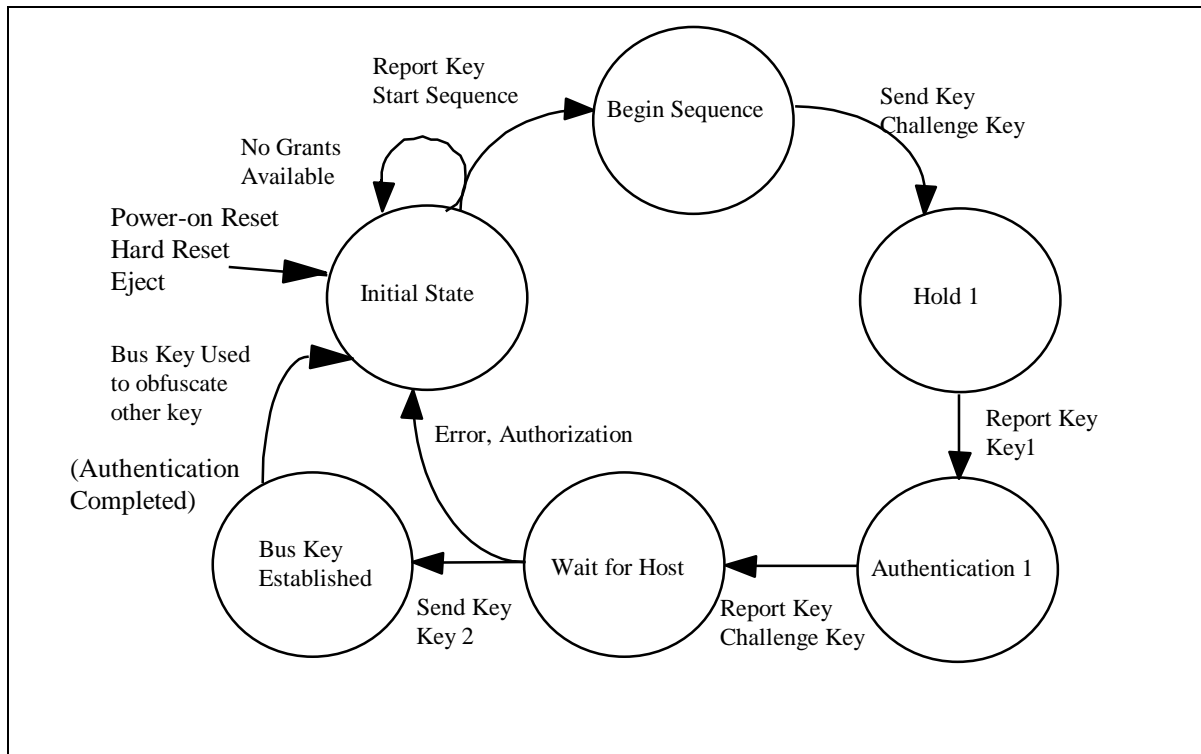 Report Key
Start Sequence
Begin Sequence
Send Key
Challenge Key
No Grants
Available
Power-on Reset
Hard Reset
Eject
Initial State
Hold 1
Bus Key Used
to obfuscate
other key
Report Key
Key1
Error, Authorization
(Authentication
Completed)
Bus Key
Established
Wait for Host
Authentication 1
Send Key
Key 2
Report Key
Challenge Key